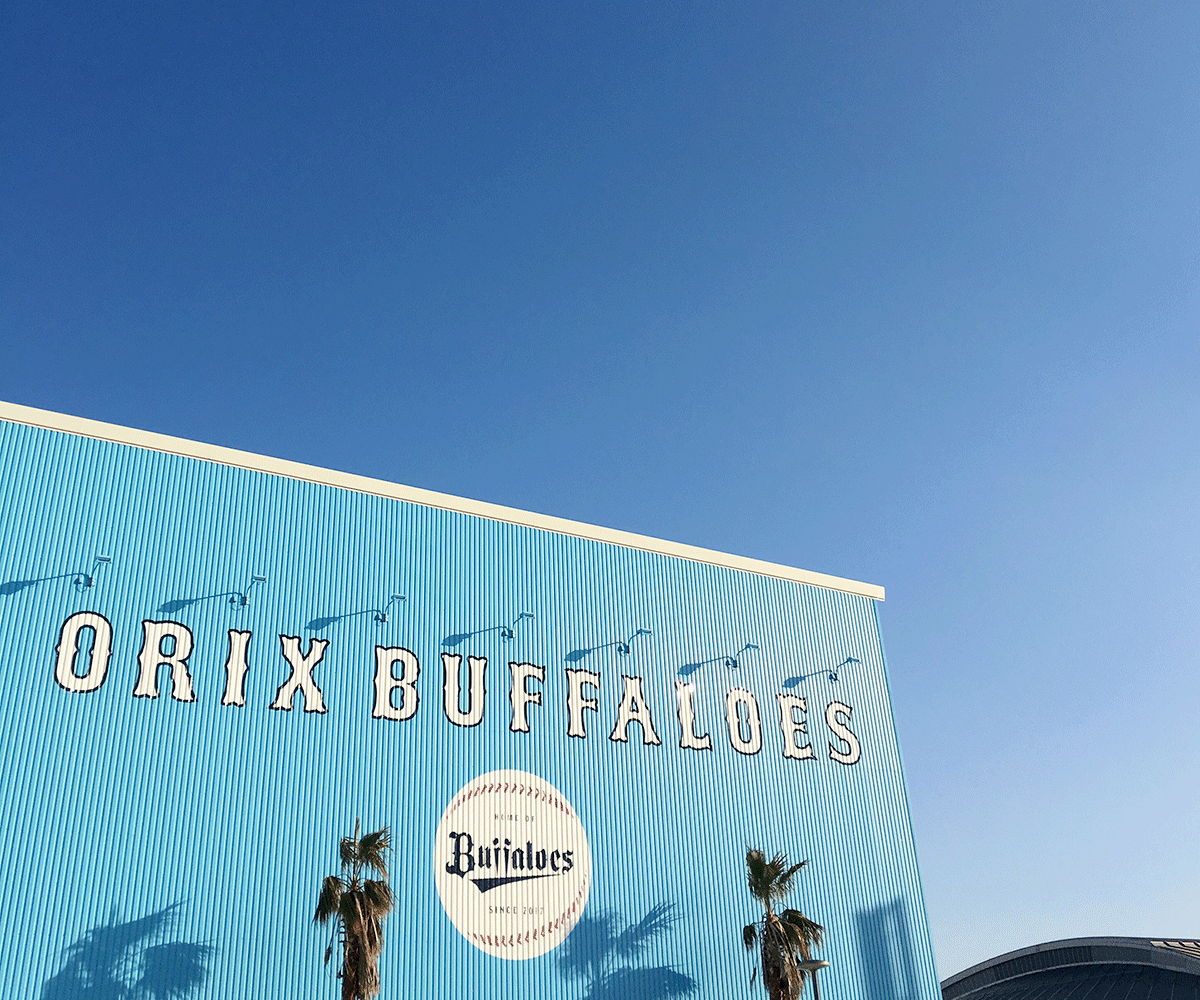 ORIX BUFFALOES
HOME OF
Buffaloes
SINCE 2017